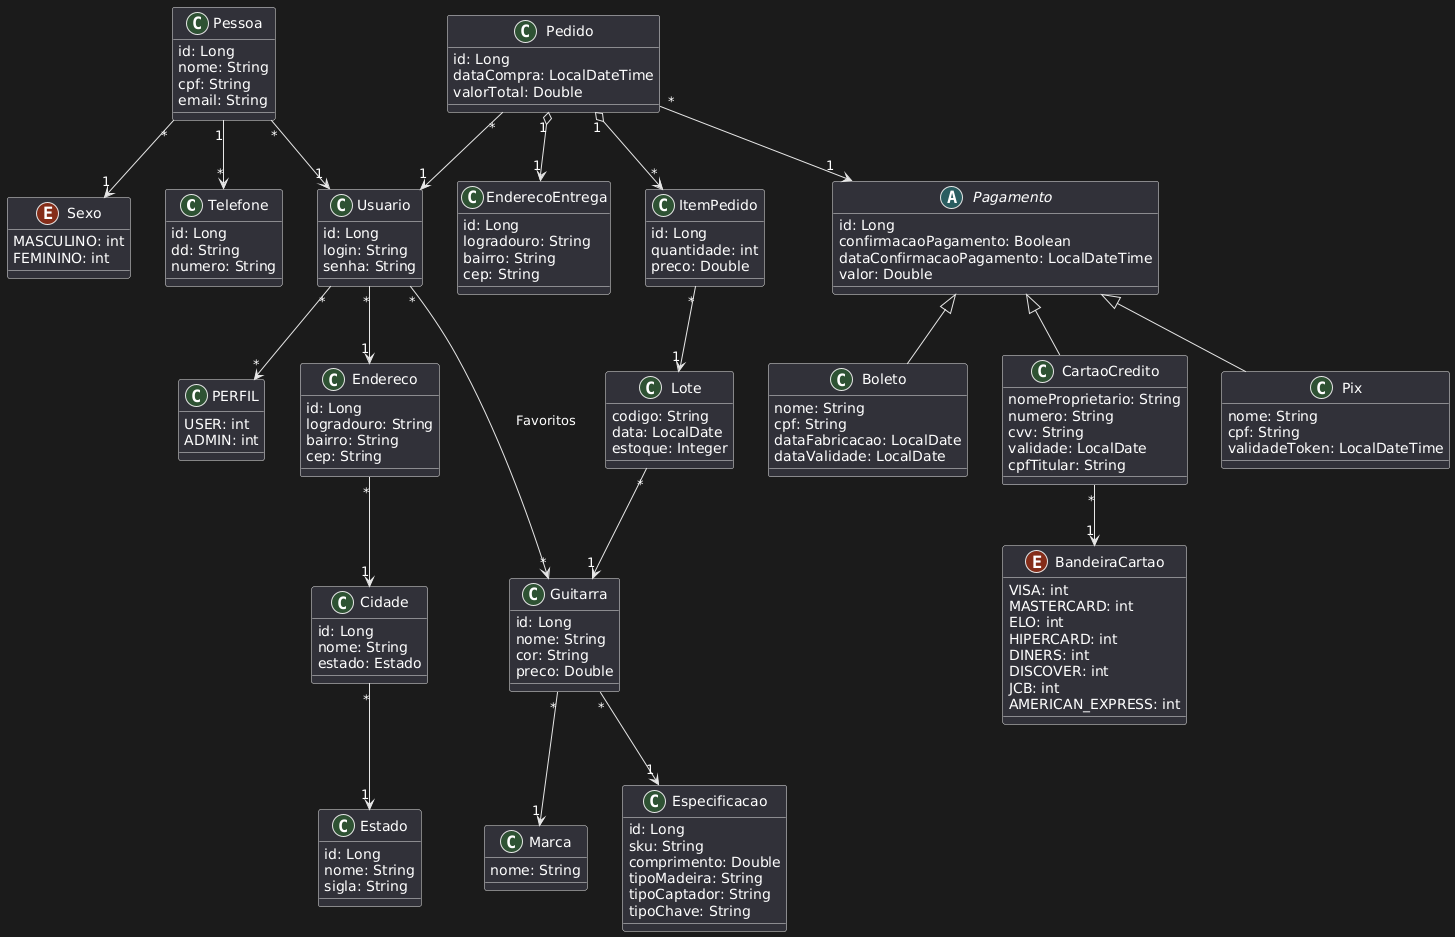 C Pessoa
id: Long
nome: String
cpf: String
email: String
C Pedido
id: Long
dataCompra: LocalDateTime
valorTotal: Double
* 1 * *
* 1 1 *
1 * 1 1 1 * 1
E Sexo
MASCULINO: int
FEMININO: int
C Telefone
id: Long
dd: String
numero: String
C Usuario
id: Long
login: String
senha: String
C EnderecoEntrega
id: Long
logradouro: String
bairro: String
cep: String
C ItemPedido
id: Long
quantidade: int
preco: Double
A Pagamento
id: Long
confirmacaoPagamento: Boolean
dataConfirmacaoPagamento: LocalDateTime
valor: Double
* * * *
* 1 1
C PERFIL
USER: int
ADMIN: int
C Endereco
id: Long
logradouro: String
bairro: String
cep: String
Favoritos
C Lote
codigo: String
data: LocalDate
estoque: Integer
C Boleto
nome: String
cpf: String
dataFabricacao: LocalDate
dataValidade: LocalDate
C CartaoCredito
nomeProprietario: String
numero: String
cvv: String
validade: LocalDate
cpfTitular: String
C Pix
nome: String
cpf: String
validadeToken: LocalDateTime
* * *
1 * 1 1
C Cidade
id: Long
nome: String
estado: Estado
C Guitarra
id: Long
nome: String
cor: String
preco: Double
E BandeiraCartao
VISA: int
MASTERCARD: int
ELO: int
HIPERCARD: int
DINERS: int
DISCOVER: int
JCB: int
AMERICAN_EXPRESS: int
* * *
1 1 1
C Estado
id: Long
nome: String
sigla: String
C Marca
nome: String
C Especificacao
id: Long
sku: String
comprimento: Double
tipoMadeira: String
tipoCaptador: String
tipoChave: String